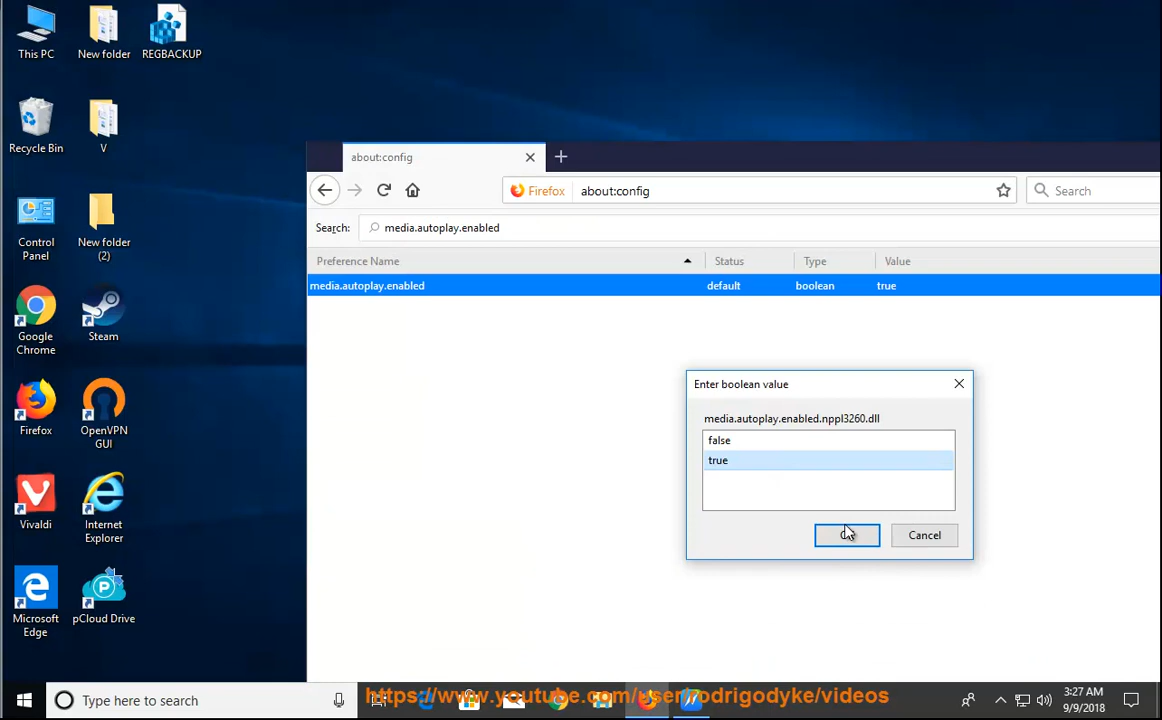 This PC
New folder
REGBACKUP
Recycle Bin
V
Control
Panel
New folder
(2)
Google
Chrome
Steam
Firefox
OpenVPN
GUI
Vivaldi
Internet
Explorer
Microsoft
Edge
pCloud Drive
about:config
Firefox
about:config
Search
Search:
media.autoplay.enabled
Preference Name
Status
Type
Value
media.autoplay.enabled
default
boolean
true
Enter boolean value
media.autoplay.enabled.nppl3260.dll
false
true
Cancel
Type here to search
https://www.youtube.com/user/rodrigodyke/videos
3:27 AM
9/9/2018